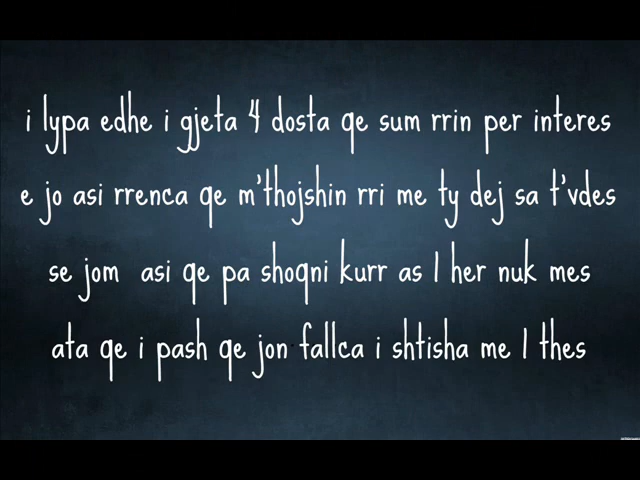 i lypa edhe i gjeta 4 dosta qe sum rrin per interes
e jo asi rrenca qe m'thojshin rri me ty dej sa t'vdes
se jom asi qe pa shoqni kurr as 1 her nuk mes
ata qe i pash qe jon fallca i shtisha me 1 thes